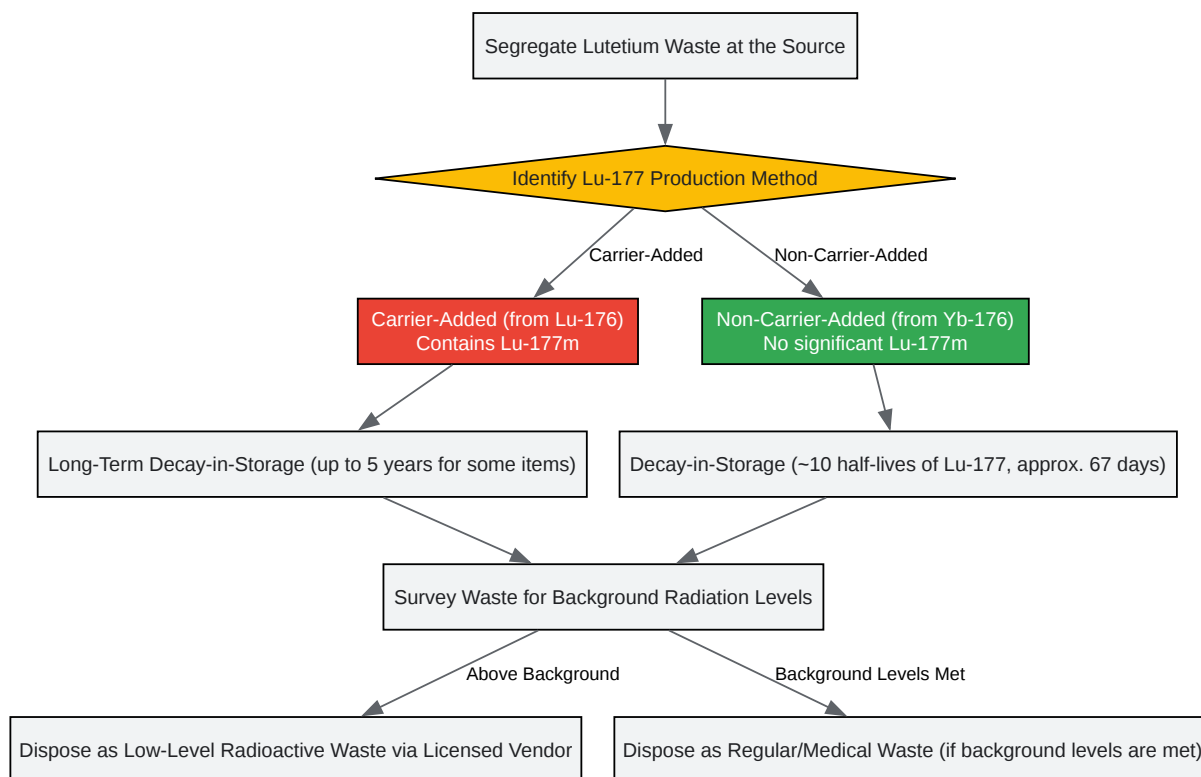 Segregate Lutetium Waste at the Source
Identify Lu-177 Production Method
Carrier-Added
Non-Carrier-Added
Carrier-Added (from Lu-176)
Contains Lu-177m
Non-Carrier-Added (from Yb-176)
No significant Lu-177m
Long-Term Decay-in-Storage (up to 5 years for some items)
Decay-in-Storage (~10 half-lives of Lu-177, approx. 67 days)
Survey Waste for Background Radiation Levels
Above Background
Background Levels Met
Dispose as Low-Level Radioactive Waste via Licensed Vendor
Dispose as Regular/Medical Waste (if background levels are met)